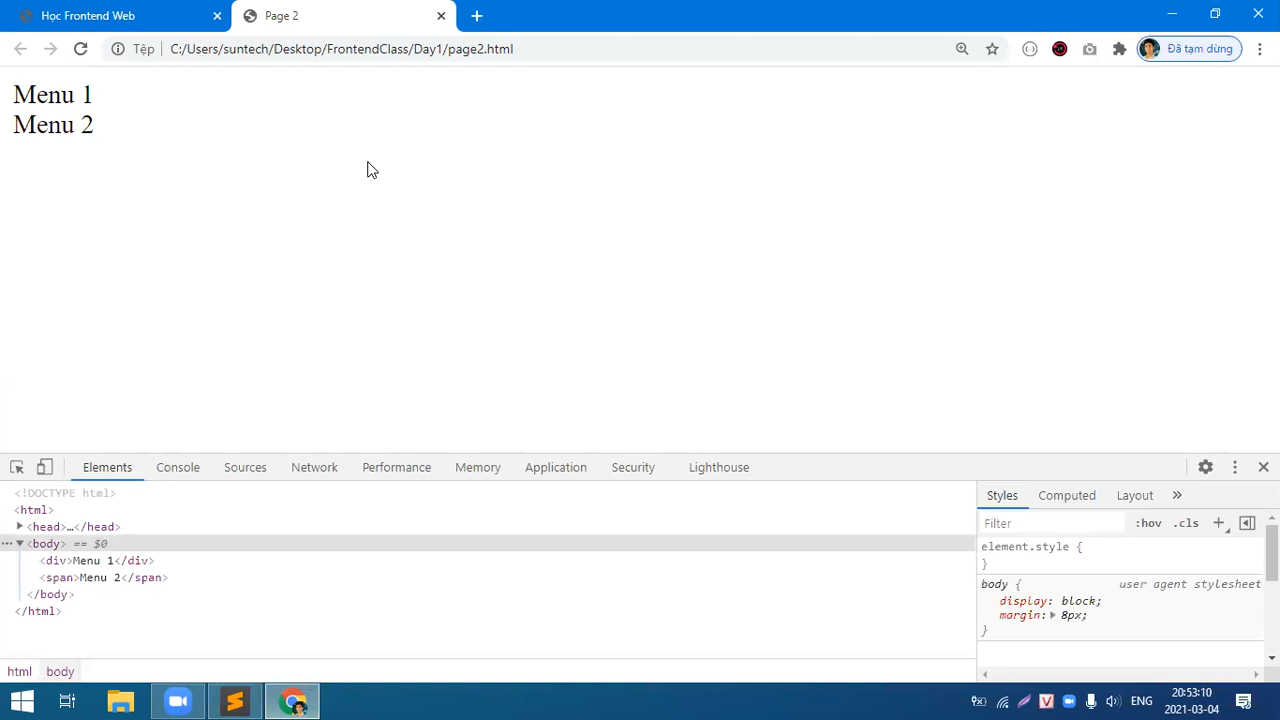 Học Frontend Web
Page 2
Tệp
C:/Users/suntech/Desktop/FrontendClass/Day1/page2.html
Đã tạm dừng
Menu 1
Menu 2
Elements
Console
Sources
Network
Performance
Memory
Application
Security
Lighthouse
<!DOCTYPE html>
<html>
<head>…</head>
<body> == $0
<div>Menu 1</div>
<span>Menu 2</span>
</body>
</html>
html
body
Styles
Computed
Layout
»
Filter
:hov
.cls
element.style {
}
body {
user agent stylesheet
display: block;
margin: 8px;
}
ENG
20:53:10
2021-03-04